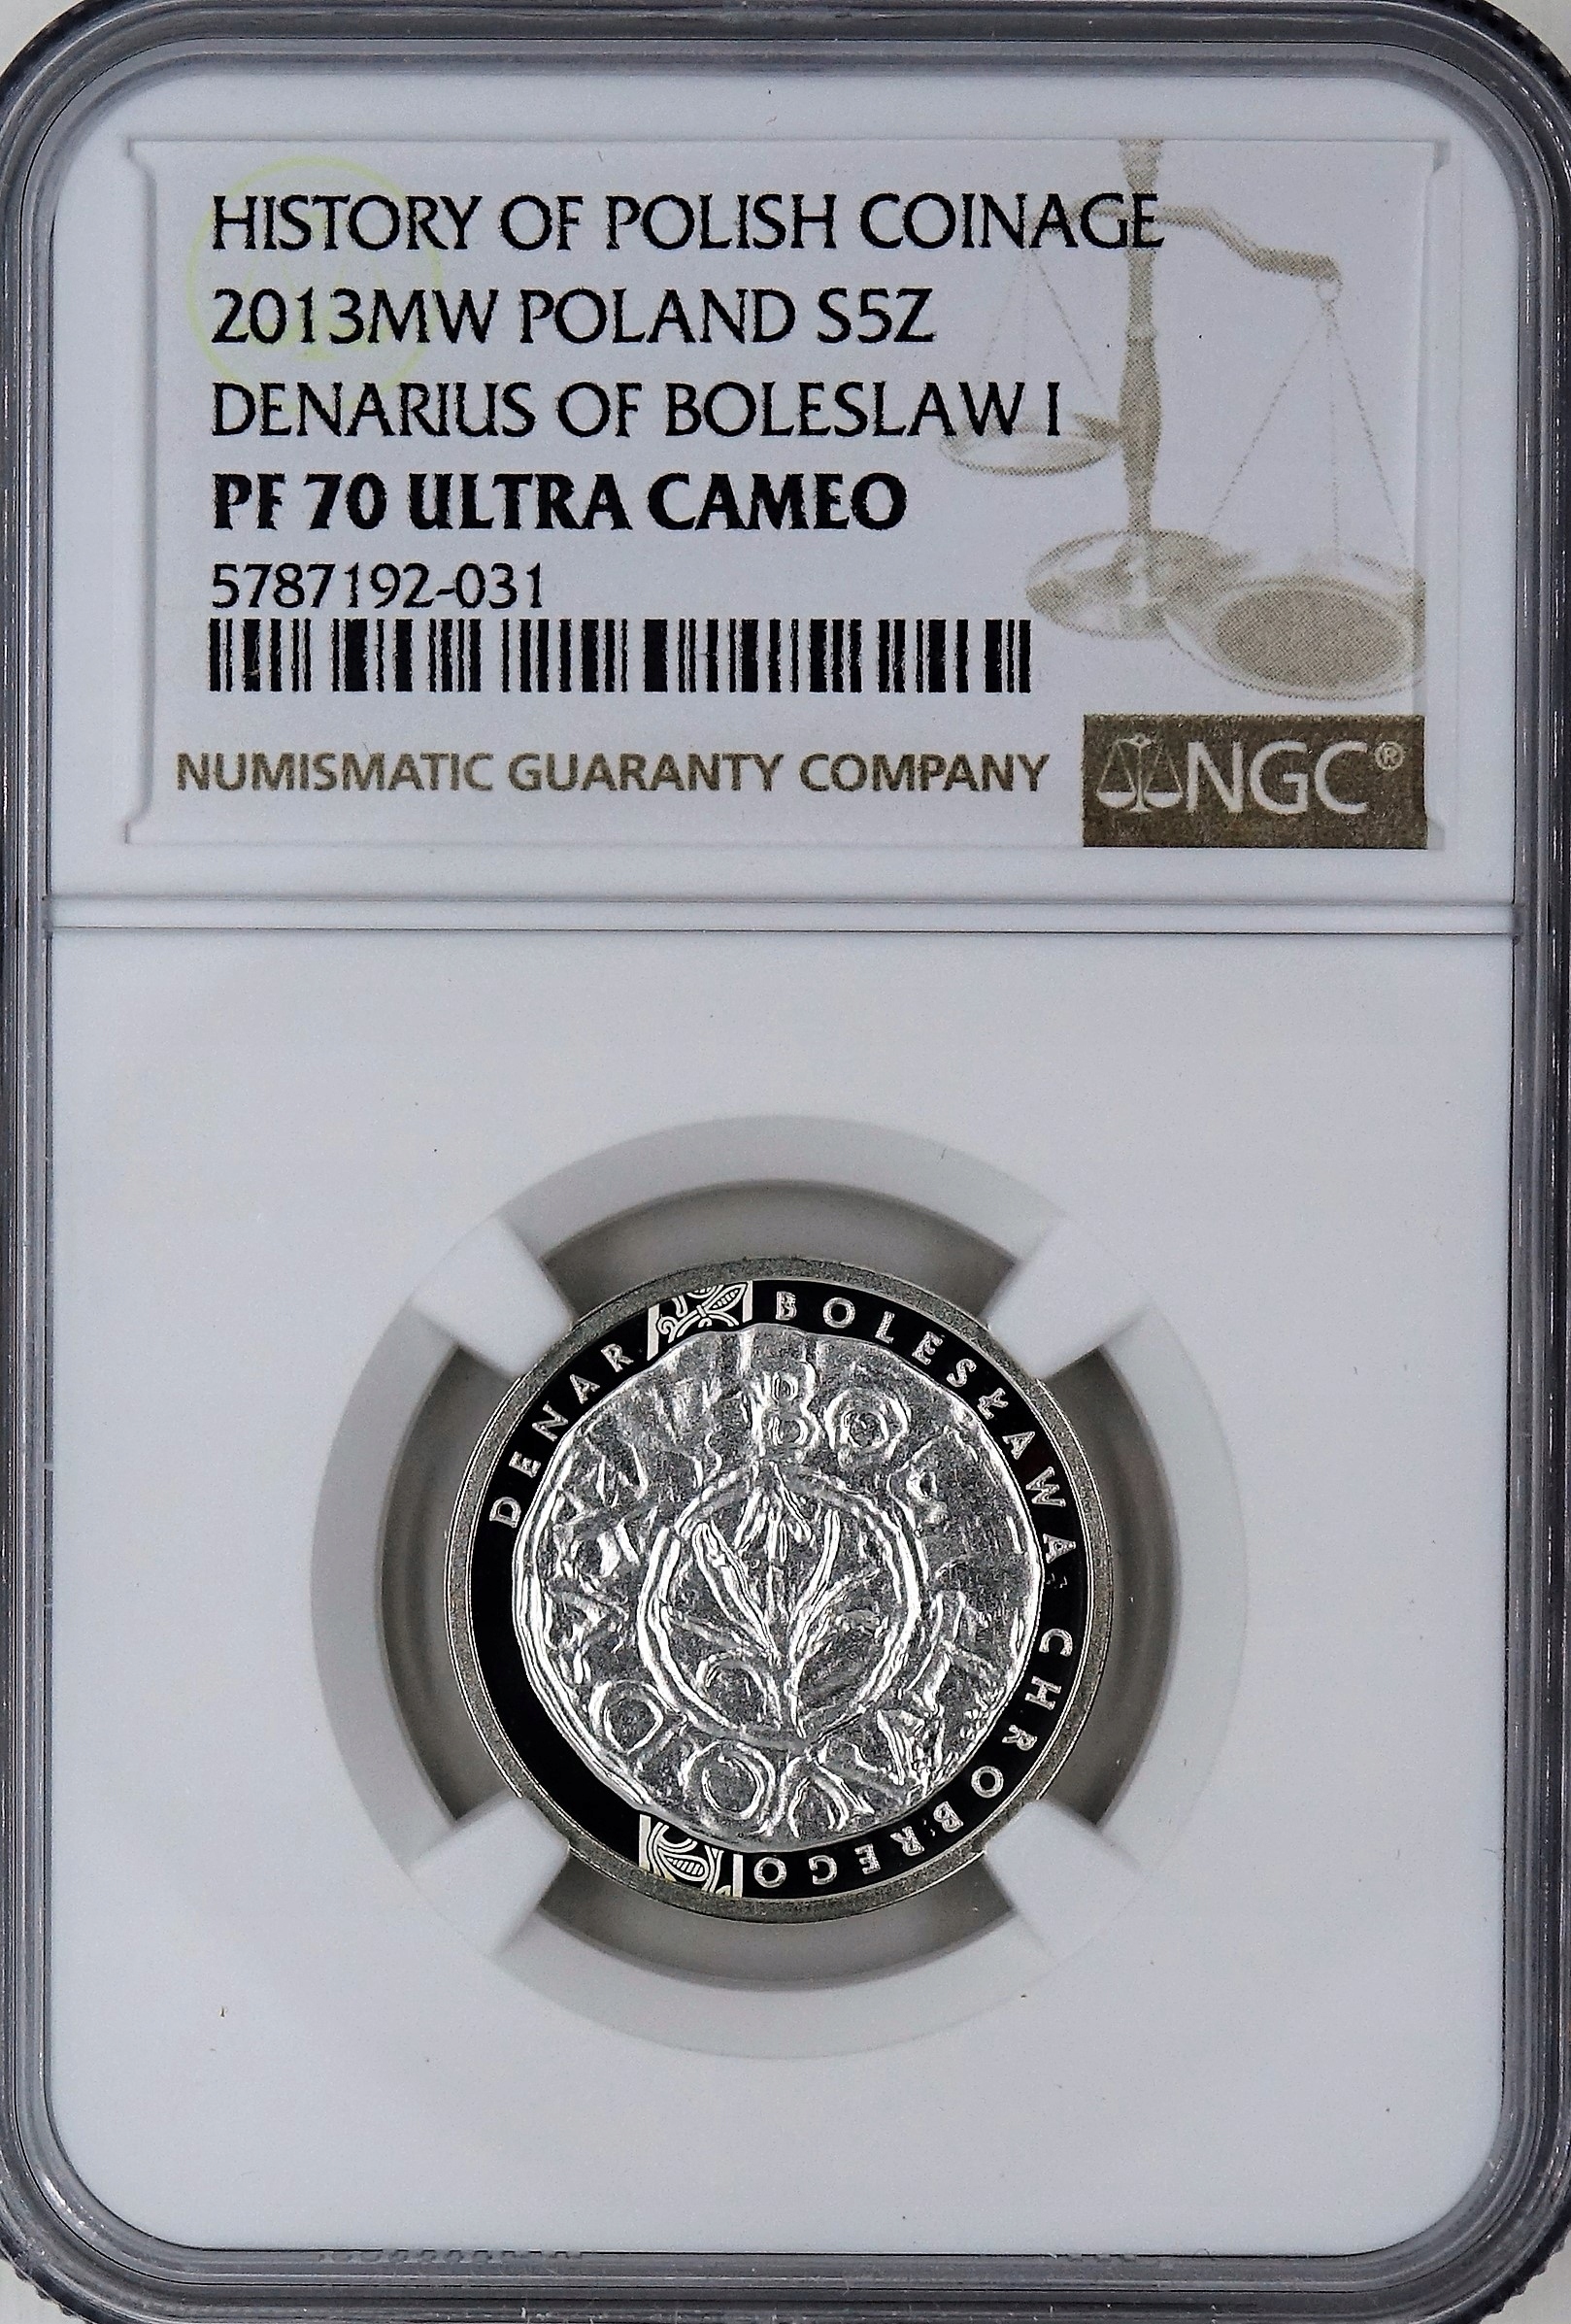 HISTORY OF POLISH COINAGE
2013MW POLAND S5Z
DENARIUS OF BOLESLAW I
PF 70 ULTRA CAMEO
5787192-031
NUMISMATIC GUARANTY COMPANY
NGC®
DENAR BOLESŁAWA CHROBREGO